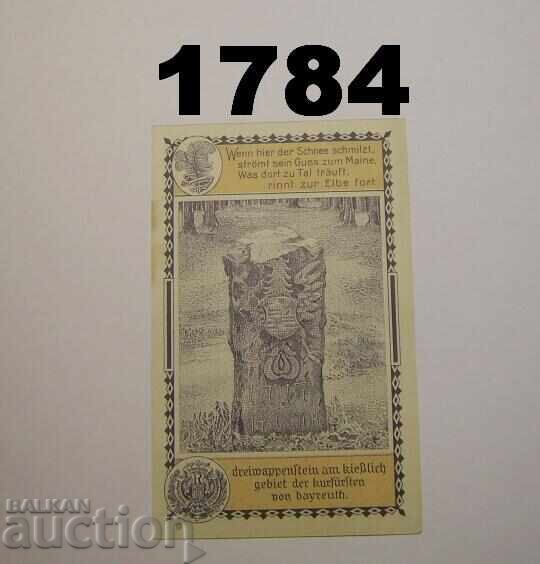 1784
Wenn hier der Schnee schmilzt,
strömt sein Guss zum Maine,
Was dort zu Tal träuft,
rinnt zur Elbe fort
dreiwappenstein am kießlich
gebiet der kurfürsten
von bayreuth.
BALKAN
auction